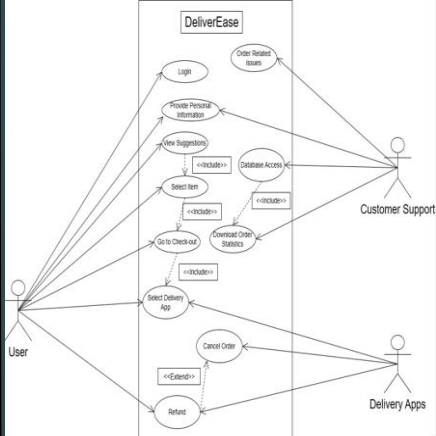 DeliverEase
Order Related
Issues
Login
Provide Personal
Information
View Suggestions
<<Include>>
Database Access
Select Item
<<Include>>
<<Include>>
Customer Support
Go to Check-out
Download Order
Statistics
<<Include>>
Select Delivery
App
User
Cancel Order
<<Extend>>
Delivery Apps
Refund